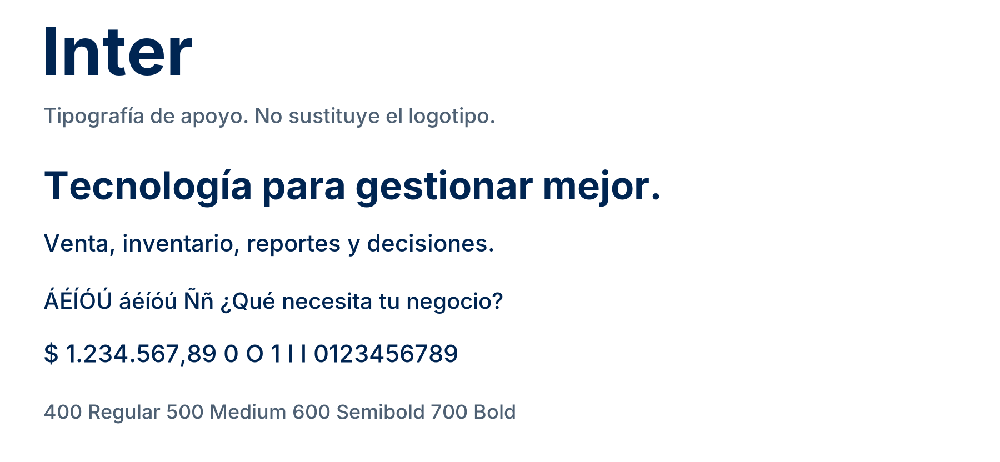 Inter
Tipografía de apoyo. No sustituye el logotipo.
Tecnología para gestionar mejor.
Venta, inventario, reportes y decisiones.
ÁÉÍÓÚ áéíóú Ññ ¿Qué necesita tu negocio?
$ 1.234.567,89 0 O 1 I l 0123456789
400 Regular 500 Medium 600 Semibold 700 Bold